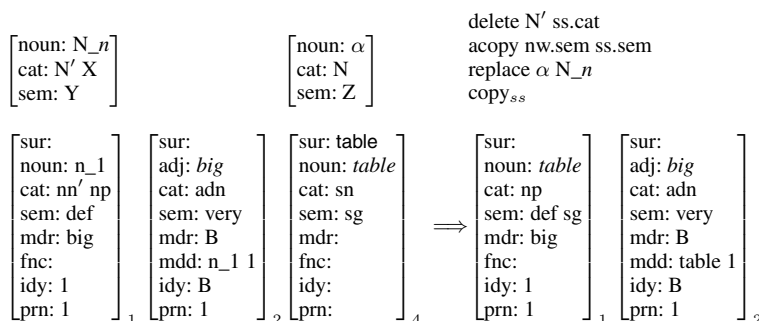 noun: N_n
cat: N′ X
sem: Y
noun: α
cat: N
sem: Z
delete N′ ss.cat
acopy nw.sem ss.sem
replace α N_n
copy_ss
sur:
noun: n_1
cat: nn′ np
sem: def
mdr: big
fnc:
idy: 1
prn: 1
1
sur:
adj: big
cat: adn
sem: very
mdr: B
mdd: n_1 1
idy: B
prn: 1
2
sur: table
noun: table
cat: sn
sem: sg
mdr:
fnc:
idy:
prn:
4
⟹
sur:
noun: table
cat: np
sem: def sg
mdr: big
fnc:
idy: 1
prn: 1
1
sur:
adj: big
cat: adn
sem: very
mdr: B
mdd: table 1
idy: B
prn: 1